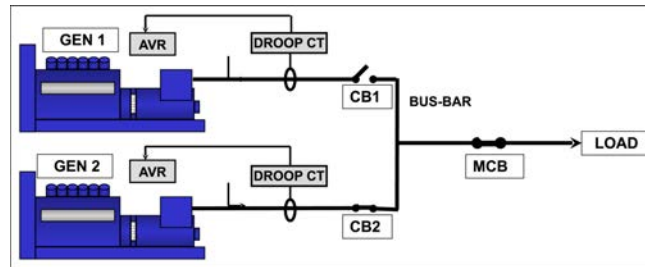 GEN 1
AVR
DROOP CT
CB1
BUS-BAR
MCB
LOAD
GEN 2
AVR
DROOP CT
CB2